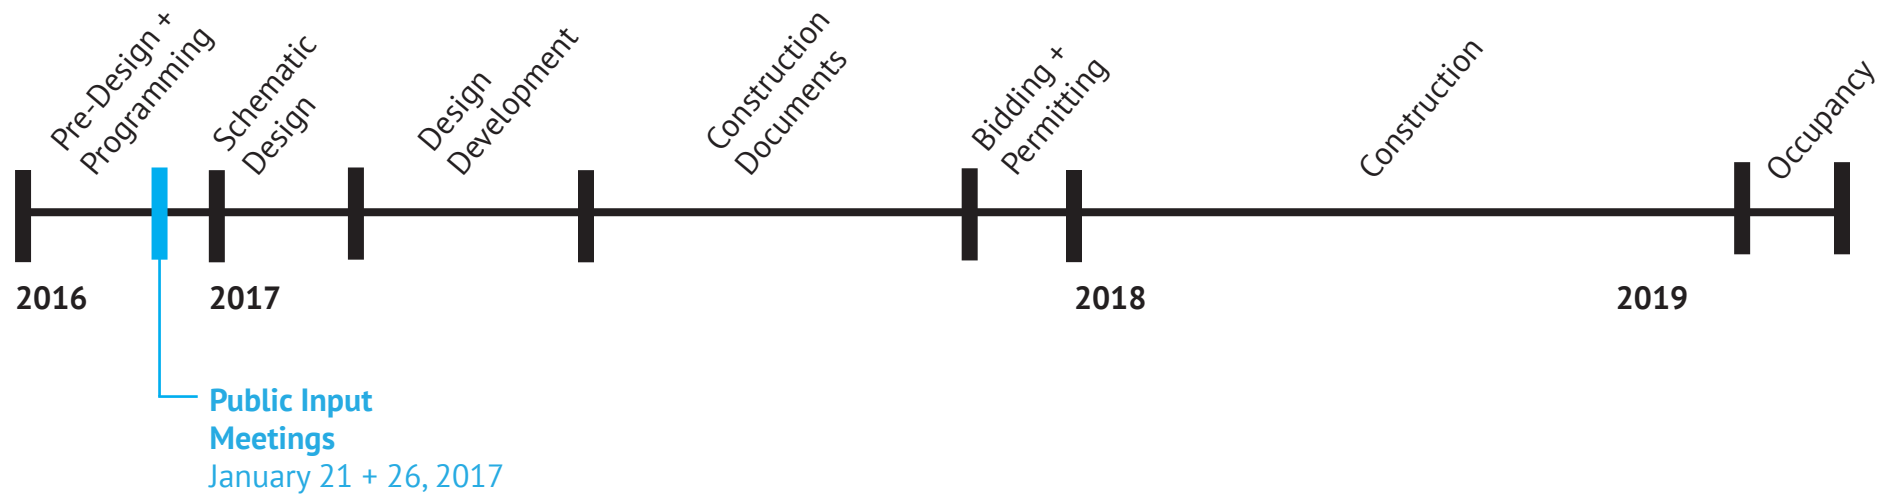 Pre-Design +
Programming
Schematic
Design
Design
Development
Construction
Documents
Bidding +
Permitting
Construction
Occupancy
2016
2017
2018
2019
Public Input
Meetings
January 21 + 26, 2017